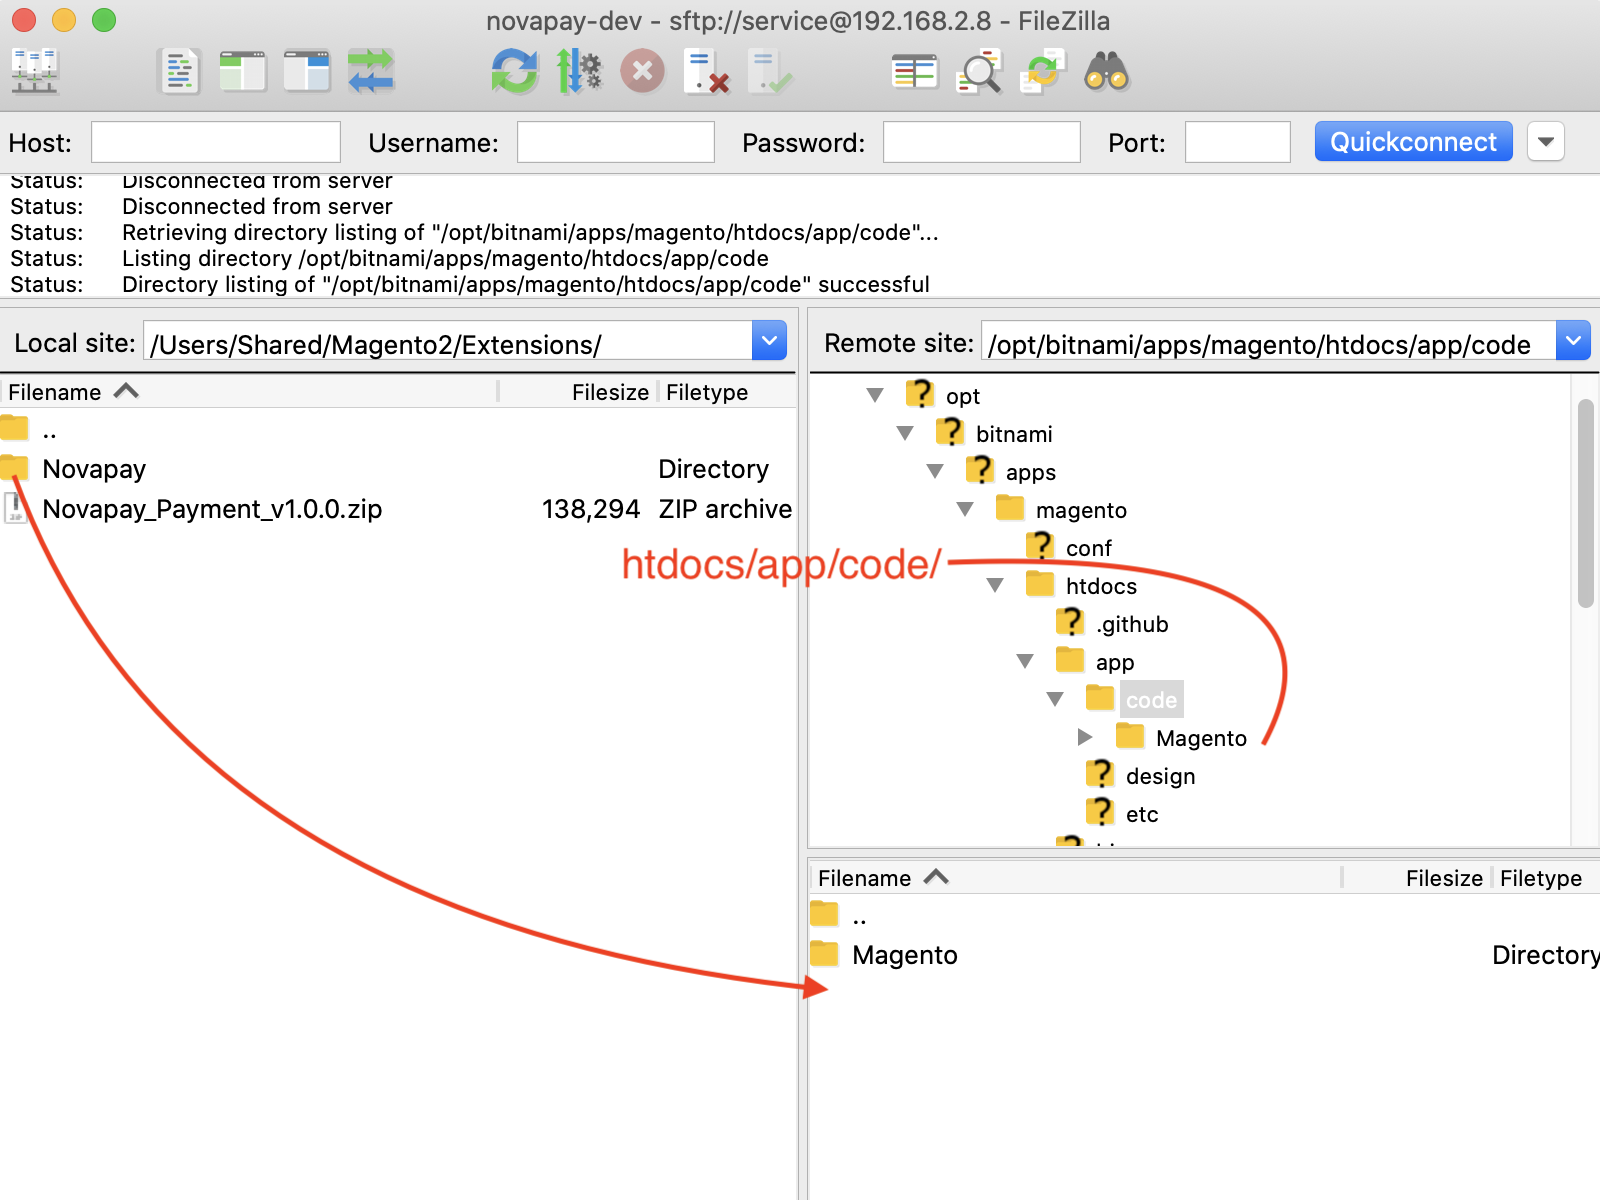 novapay-dev - sftp://service@192.168.2.8 - FileZilla
Host: Username: Password: Port: Quickconnect
Status: Disconnected from server
Status: Disconnected from server
Status: Retrieving directory listing of "/opt/bitnami/apps/magento/htdocs/app/code"...
Status: Listing directory /opt/bitnami/apps/magento/htdocs/app/code
Status: Directory listing of "/opt/bitnami/apps/magento/htdocs/app/code" successful
Local site: /Users/Shared/Magento2/Extensions/
Filename Filesize Filetype
..
Novapay Directory
Novapay_Payment_v1.0.0.zip 138,294 ZIP archive
htdocs/app/code/
Remote site: /opt/bitnami/apps/magento/htdocs/app/code
opt
bitnami
apps
magento
conf
htdocs
.github
app
code
Magento
design
etc
Filename Filesize Filetype
..
Magento Directory